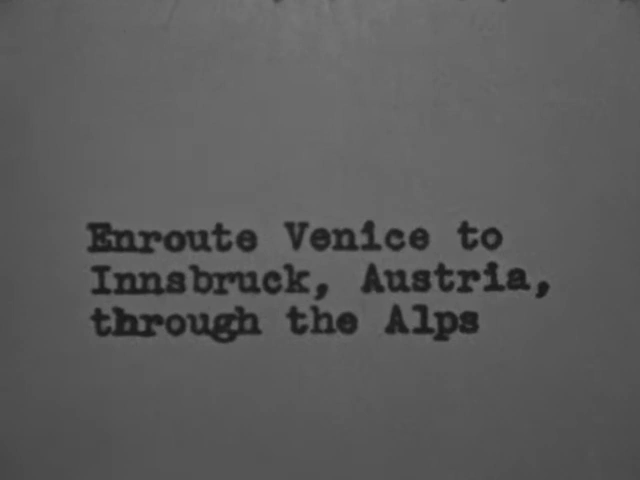 Enroute Venice to
Innsbruck, Austria,
through the Alps